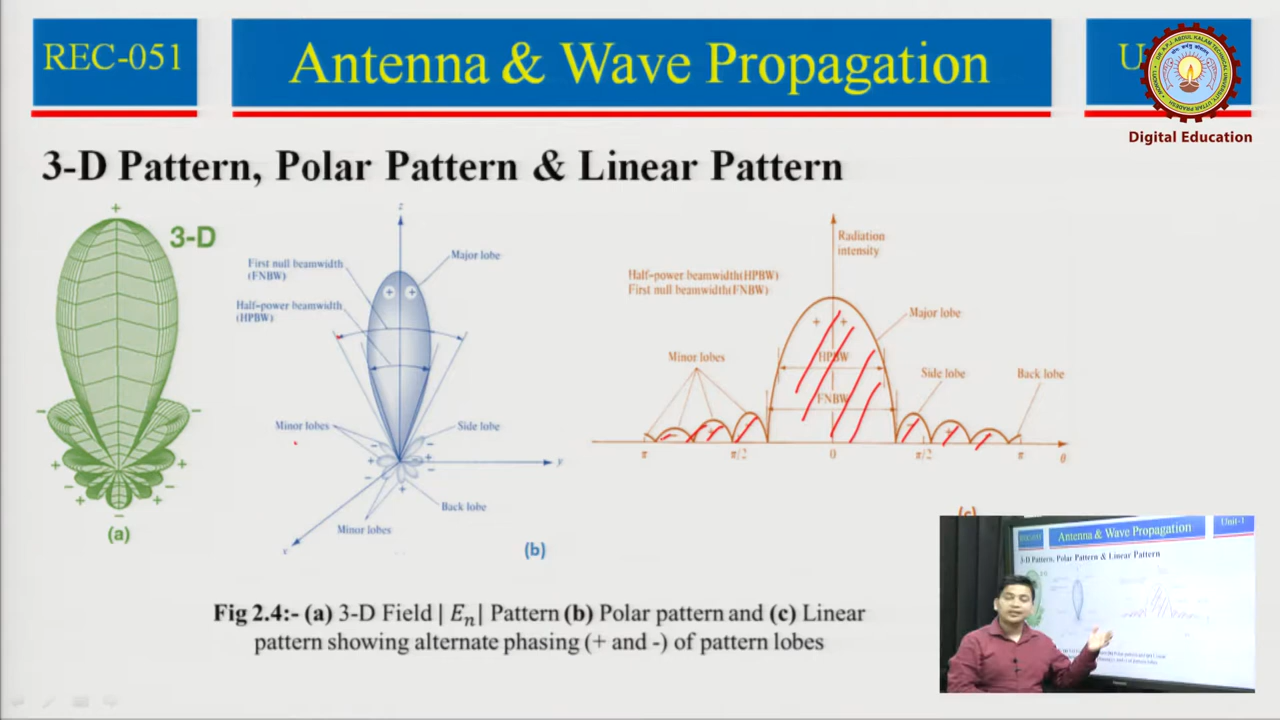 REC-051
Antenna & Wave Propagation
U
Digital Education
3-D Pattern, Polar Pattern & Linear Pattern
+
3-D
−
−
+
+
−
−
+
+
−
(a)
z
First null beamwidth
(FNBW)
Major lobe
Half-power beamwidth
(HPBW)
+ +
Minor lobes
Side lobe
y
Back lobe
Minor lobes
x
(b)
Radiation
intensity
Half-power beamwidth(HPBW)
First null beamwidth(FNBW)
Major lobe
+ +
Minor lobes
HPBW
Side lobe
Back lobe
FNBW
π
π/2
0
π/2
π
θ
(c)
Fig 2.4:- (a) 3-D Field | Eₙ| Pattern (b) Polar pattern and (c) Linear
pattern showing alternate phasing (+ and -) of pattern lobes
Antenna & Wave Propagation
Unit-1
3-D Pattern, Polar Pattern & Linear Pattern